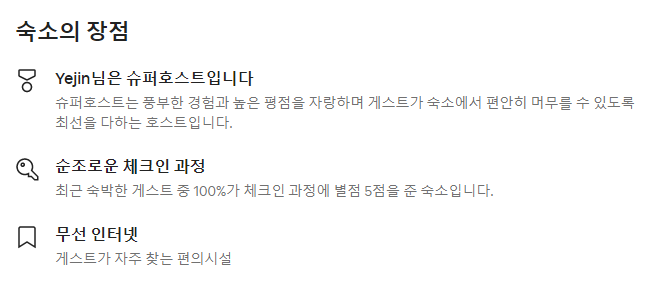 숙소의 장점
Yejin님은 슈퍼호스트입니다
슈퍼호스트는 풍부한 경험과 높은 평점을 자랑하며 게스트가 숙소에서 편안히 머무를 수 있도록
최선을 다하는 호스트입니다.
순조로운 체크인 과정
최근 숙박한 게스트 중 100%가 체크인 과정에 별점 5점을 준 숙소입니다.
무선 인터넷
게스트가 자주 찾는 편의시설